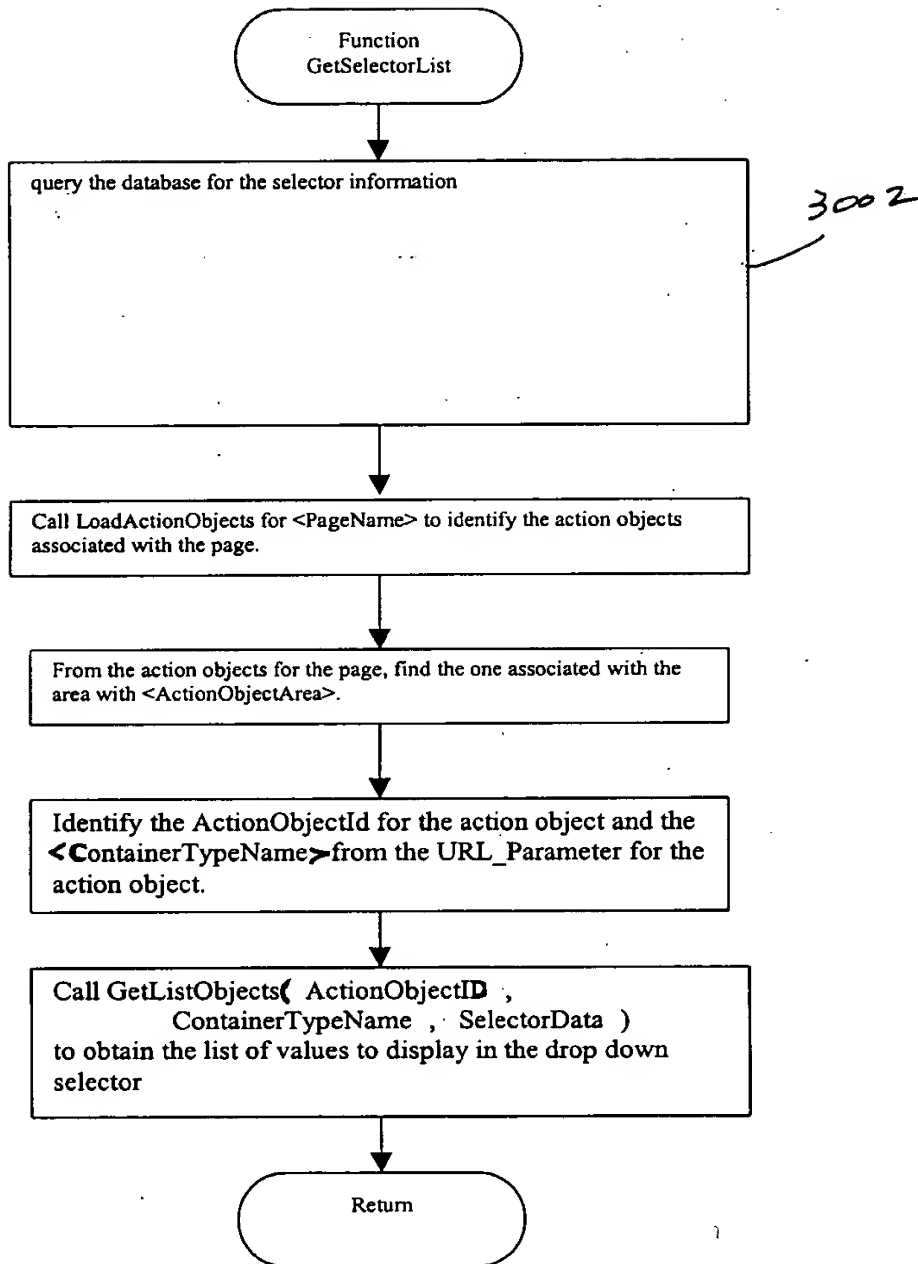 Function
GetSelectorList
query the database for the selector information
3002
Call LoadActionObjects for <PageName> to identify the action objects
associated with the page.
From the action objects for the page, find the one associated with the
area with <ActionObjectArea>.
Identify the ActionObjectId for the action object and the
<ContainerTypeName>from the URL_Parameter for the
action object.
Call GetListObjects( ActionObjectID ,
ContainerTypeName , SelectorData )
to obtain the list of values to display in the drop down
selector
Return